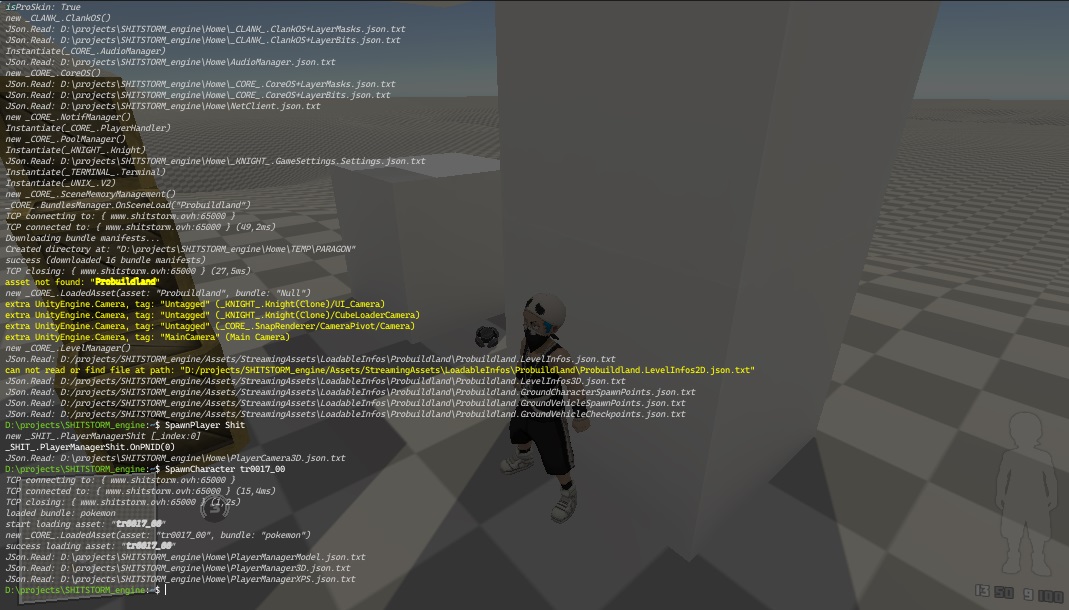 isProSkin: True
new _CLANK_.ClankOS()
JSon.Read: D:\projects\SHITSTORM_engine\Home\_CLANK_.ClankOS+LayerMasks.json.txt
JSon.Read: D:\projects\SHITSTORM_engine\Home\_CLANK_.ClankOS+LayerBits.json.txt
Instantiate(_CORE_.AudioManager)
JSon.Read: D:\projects\SHITSTORM_engine\Home\AudioManager.json.txt
new _CORE_.CoreOS()
JSon.Read: D:\projects\SHITSTORM_engine\Home\_CORE_.CoreOS+LayerMasks.json.txt
JSon.Read: D:\projects\SHITSTORM_engine\Home\_CORE_.CoreOS+LayerBits.json.txt
JSon.Read: D:\projects\SHITSTORM_engine\Home\NetClient.json.txt
new _CORE_.NotifManager()
Instantiate(_CORE_.PlayerHandler)
new _CORE_.PoolManager()
Instantiate(_KNIGHT_.Knight)
JSon.Read: D:\projects\SHITSTORM_engine\Home\_KNIGHT_.GameSettings.Settings.json.txt
Instantiate(_TERMINAL_.Terminal)
Instantiate(_UNIX_.V2)
new _CORE_.SceneMemoryManagement()
_CORE_.BundlesManager.OnSceneLoad("Probuildland")
TCP connecting to: { www.shitstorm.ovh:65000 }
TCP connected to: { www.shitstorm.ovh:65000 } (49,2ms)
Downloading bundle manifests...
Created directory at: "D:\projects\SHITSTORM_engine\Home\TEMP\PARAGON"
success (downloaded 16 bundle manifests)
TCP closing: { www.shitstorm.ovh:65000 } (27,5ms)
asset not found: "Probuildland"
new _CORE_.LoadedAsset(asset: "Probuildland", bundle: "Null")
extra UnityEngine.Camera, tag: "Untagged" (_KNIGHT_.Knight(Clone)/UI_Camera)
extra UnityEngine.Camera, tag: "Untagged" (_KNIGHT_.Knight(Clone)/CubeLoaderCamera)
extra UnityEngine.Camera, tag: "Untagged" (_CORE_.SnapRenderer/CameraPivot/Camera)
extra UnityEngine.Camera, tag: "MainCamera" (Main Camera)
new _CORE_.LevelManager()
JSon.Read: D:/projects/SHITSTORM_engine/Assets/StreamingAssets\LoadableInfos\Probuildland\Probuildland.LevelInfos.json.txt
can not read or find file at path: "D:/projects/SHITSTORM_engine/Assets/StreamingAssets\LoadableInfos\Probuildland\Probuildland.LevelInfos2D.json.txt"
JSon.Read: D:/projects/SHITSTORM_engine/Assets/StreamingAssets\LoadableInfos\Probuildland\Probuildland.LevelInfos3D.json.txt
JSon.Read: D:/projects/SHITSTORM_engine/Assets/StreamingAssets\LoadableInfos\Probuildland\Probuildland.GroundCharacterSpawnPoints.json.txt
JSon.Read: D:/projects/SHITSTORM_engine/Assets/StreamingAssets\LoadableInfos\Probuildland\Probuildland.GroundVehicleSpawnPoints.json.txt
JSon.Read: D:/projects/SHITSTORM_engine/Assets/StreamingAssets\LoadableInfos\Probuildland\Probuildland.GroundVehicleCheckpoints.json.txt
D:\projects\SHITSTORM_engine:~$ SpawnPlayer Shit
new _SHIT_.PlayerManagerShit [_index:0]
_SHIT_.PlayerManagerShit.OnPNID(0)
JSon.Read: D:\projects\SHITSTORM_engine\Home\PlayerCamera3D.json.txt
D:\projects\SHITSTORM_engine:~$ SpawnCharacter tr0017_00
TCP connecting to: { www.shitstorm.ovh:65000 }
TCP connected to: { www.shitstorm.ovh:65000 } (15,4ms)
TCP closing: { www.shitstorm.ovh:65000 } (1,2s)
loaded bundle: pokemon
start loading asset: "tr0017_00"
new _CORE_.LoadedAsset(asset: "tr0017_00", bundle: "pokemon")
success loading asset: "tr0017_00"
JSon.Read: D:\projects\SHITSTORM_engine\Home\PlayerManagerModel.json.txt
JSon.Read: D:\projects\SHITSTORM_engine\Home\PlayerManager3D.json.txt
JSon.Read: D:\projects\SHITSTORM_engine\Home\PlayerManagerXPS.json.txt
D:\projects\SHITSTORM_engine:~$